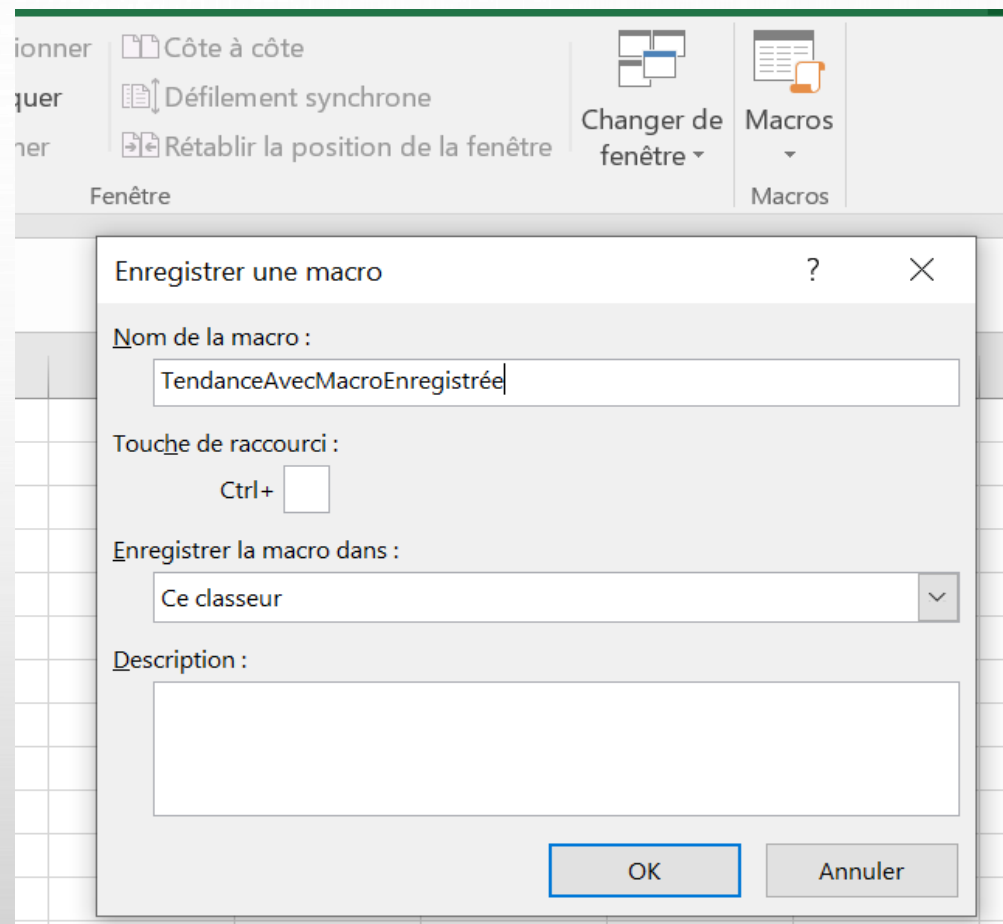 ionner Côte à côte
quer Défilement synchrone
ner Rétablir la position de la fenêtre
Changer de fenêtre
Macros
Fenêtre
Macros
Enregistrer une macro ?
Nom de la macro :
TendanceAvecMacroEnregistrée
Touche de raccourci :
Ctrl+
Enregistrer la macro dans :
Ce classeur
Description :
OK Annuler